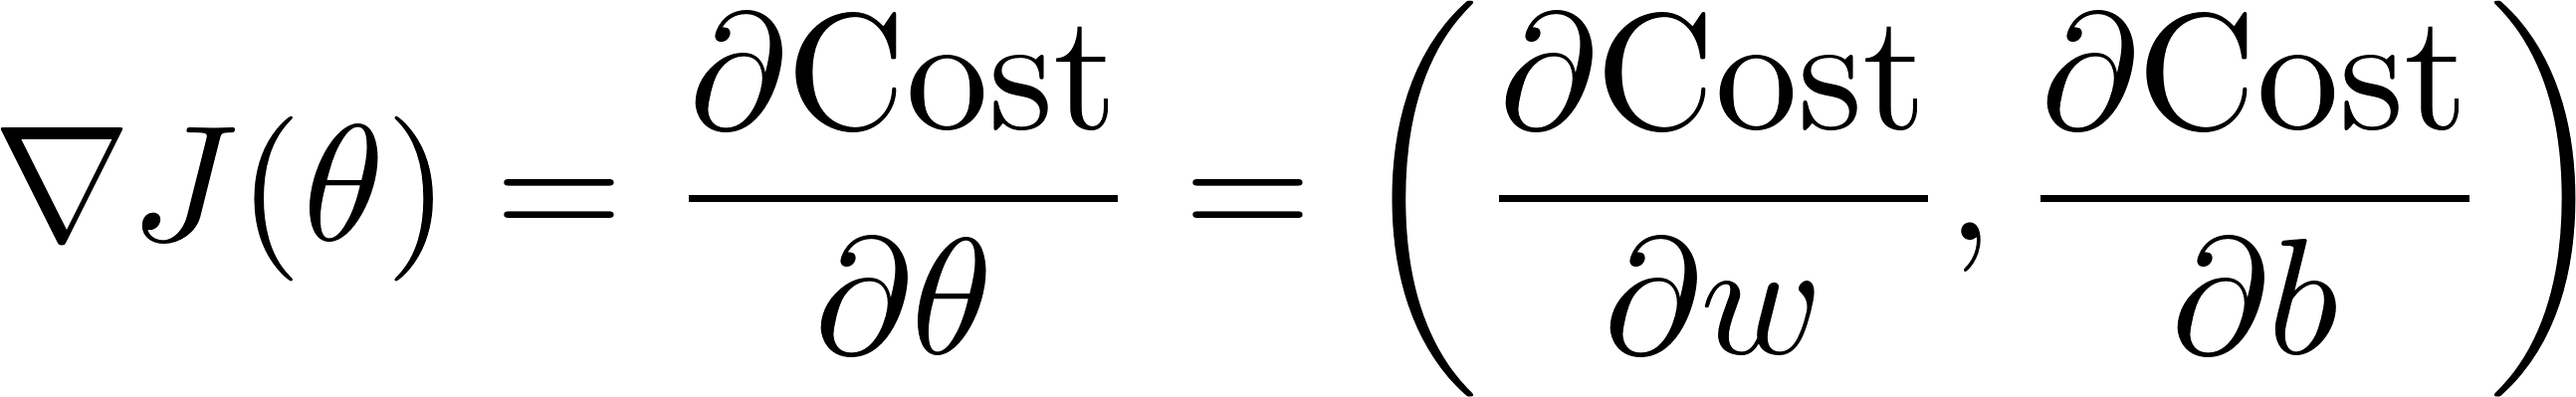 ∇J(θ) = ∂Cost/∂θ = (∂Cost/∂w, ∂Cost/∂b)